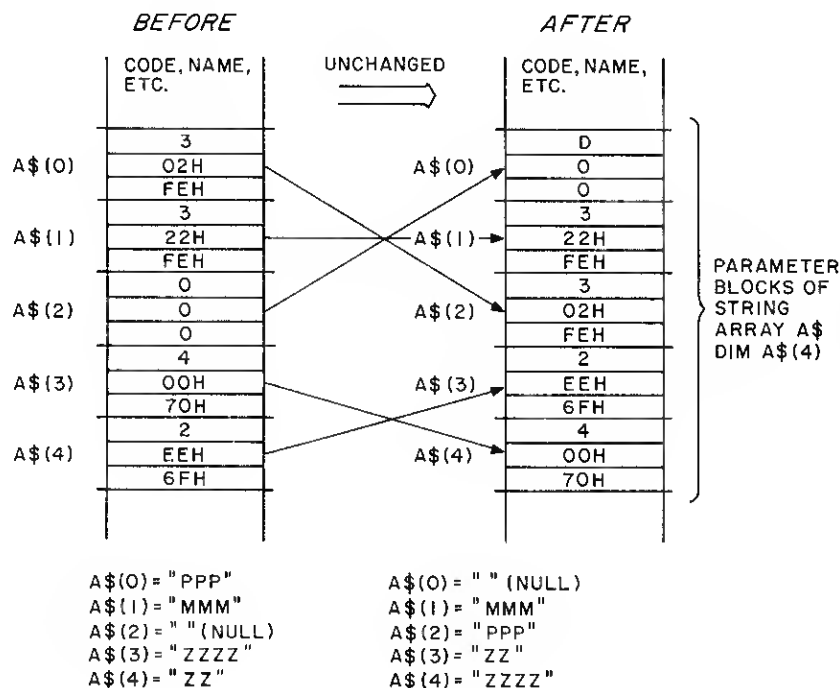 BEFORE
AFTER
CODE, NAME,
ETC.
UNCHANGED
CODE, NAME,
ETC.
A$(0)
3
02H
FEH
A$(1)
3
22H
FEH
A$(2)
0
0
0
A$(3)
4
00H
70H
A$(4)
2
EEH
6FH
A$(0)
D
0
0
A$(1)
3
22H
FEH
A$(2)
3
02H
FEH
A$(3)
2
EEH
6FH
A$(4)
4
00H
70H
PARAMETER
BLOCKS OF
STRING
ARRAY A$
DIM A$(4)
A$(0)="PPP"
A$(1)="MMM"
A$(2)=" "(NULL)
A$(3)="ZZZZ"
A$(4)="ZZ"
A$(0)=" "(NULL)
A$(1)="MMM"
A$(2)="PPP"
A$(3)="ZZ"
A$(4)="ZZZZ"